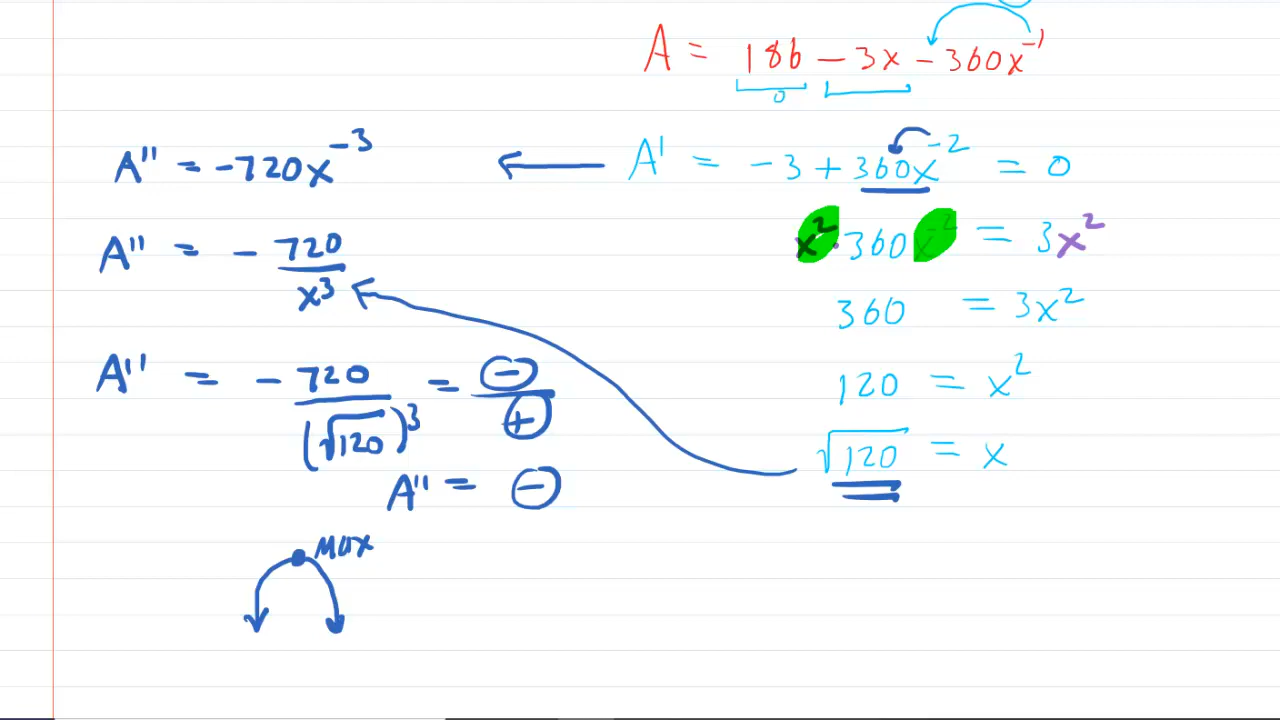 A = 186 - 3x - 360x⁻¹
0
A'' = -720x⁻³
A' = -3 + 360x⁻² = 0
A'' = - 720/x³
x² · 360x⁻² = 3x²
360 = 3x²
A'' = - 720/(√120)³ = -/+
120 = x²
√120 = x
A'' = -
MAX